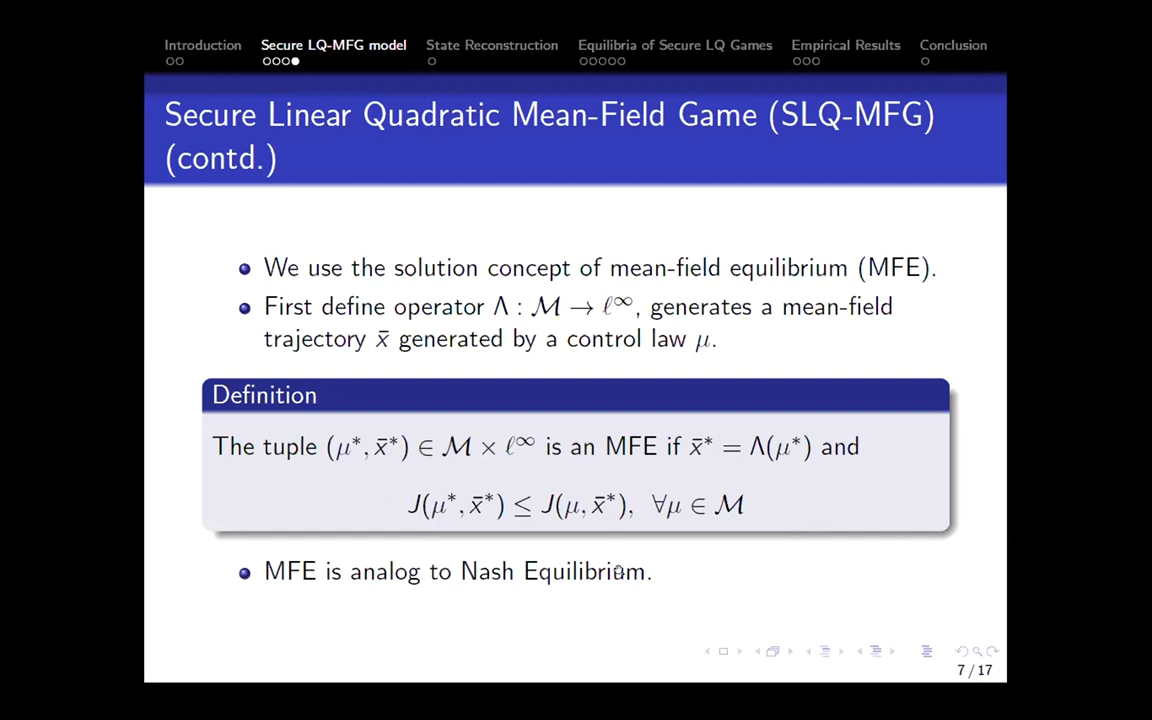 Introduction Secure LQ-MFG model State Reconstruction Equilibria of Secure LQ Games Empirical Results Conclusion
Secure Linear Quadratic Mean-Field Game (SLQ-MFG)
(contd.)
We use the solution concept of mean-field equilibrium (MFE).
First define operator Λ : ℳ → ℓ∞, generates a mean-field
trajectory x̄ generated by a control law μ.
Definition
The tuple (μ*, x̄*) ∈ ℳ × ℓ∞ is an MFE if x̄* = Λ(μ*) and
J(μ*, x̄*) ≤ J(μ, x̄*), ∀μ ∈ ℳ
MFE is analog to Nash Equilibrium.
7 / 17